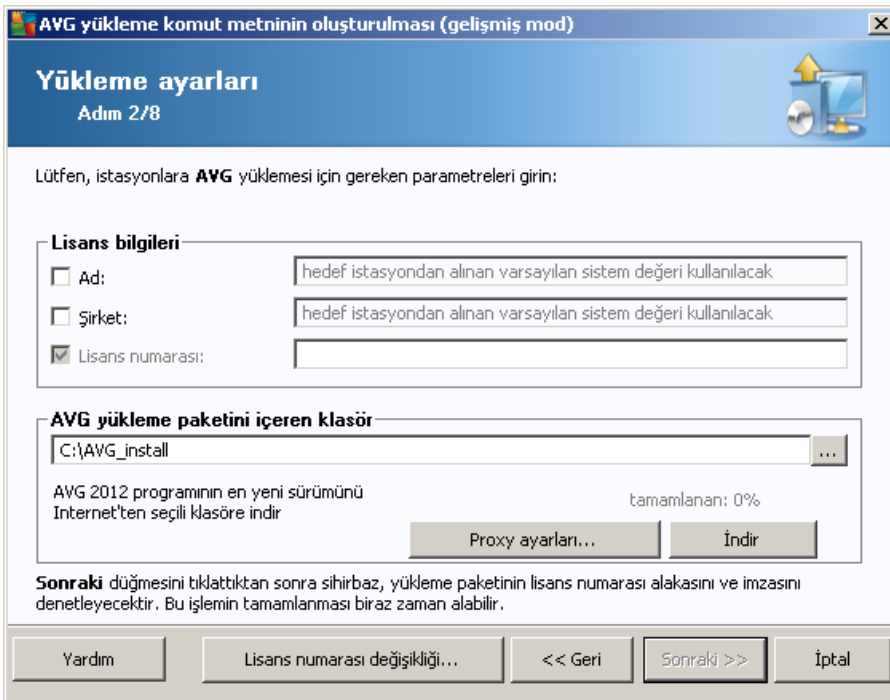 AVG yükleme komut metninin oluşturulması (gelişmiş mod)
Yükleme ayarları
Adım 2/8
Lütfen, istasyonlara AVG yüklemesi için gereken parametreleri girin:
Lisans bilgileri
Ad: hedef istasyondan alınan varsayılan sistem değeri kullanılacak
Şirket: hedef istasyondan alınan varsayılan sistem değeri kullanılacak
Lisans numarası:
AVG yükleme paketini içeren klasör
C:\AVG_install ...
AVG 2012 programının en yeni sürümünü
Internet'ten seçili klasöre indir
tamamlanan: 0%
Proxy ayarları... İndir
Sonraki düğmesini tıklattıktan sonra sihirbaz, yükleme paketinin lisans numarası alakasını ve imzasını
denetleyecektir. Bu işlemin tamamlanması biraz zaman alabilir.
Yardım Lisans numarası değişikliği... << Geri Sonraki >> İptal